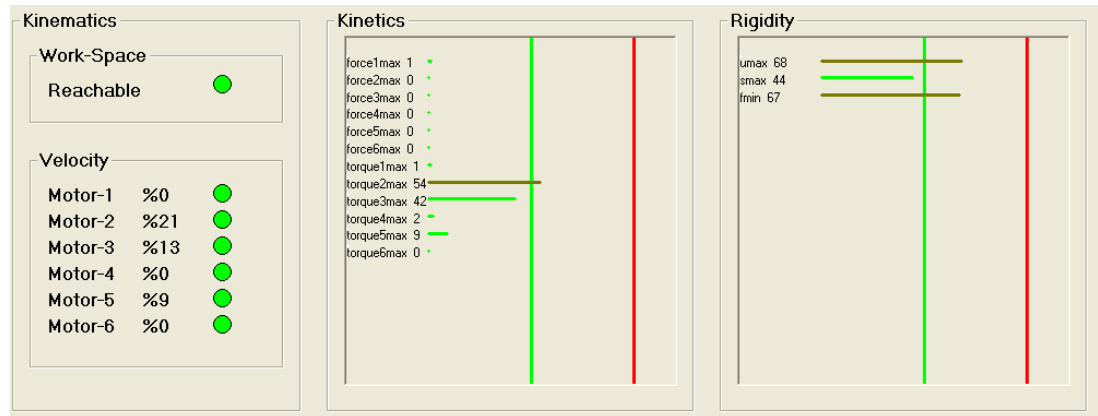 Kinematics
Work-Space
Reachable
Velocity
Motor-1 %0
Motor-2 %21
Motor-3 %13
Motor-4 %0
Motor-5 %9
Motor-6 %0
Kinetics
force1max 1
force2max 0
force3max 0
force4max 0
force5max 0
force6max 0
torque1max 1
torque2max 54
torque3max 42
torque4max 2
torque5max 9
torque6max 0
Rigidity
umax 68
smax 44
fmin 67